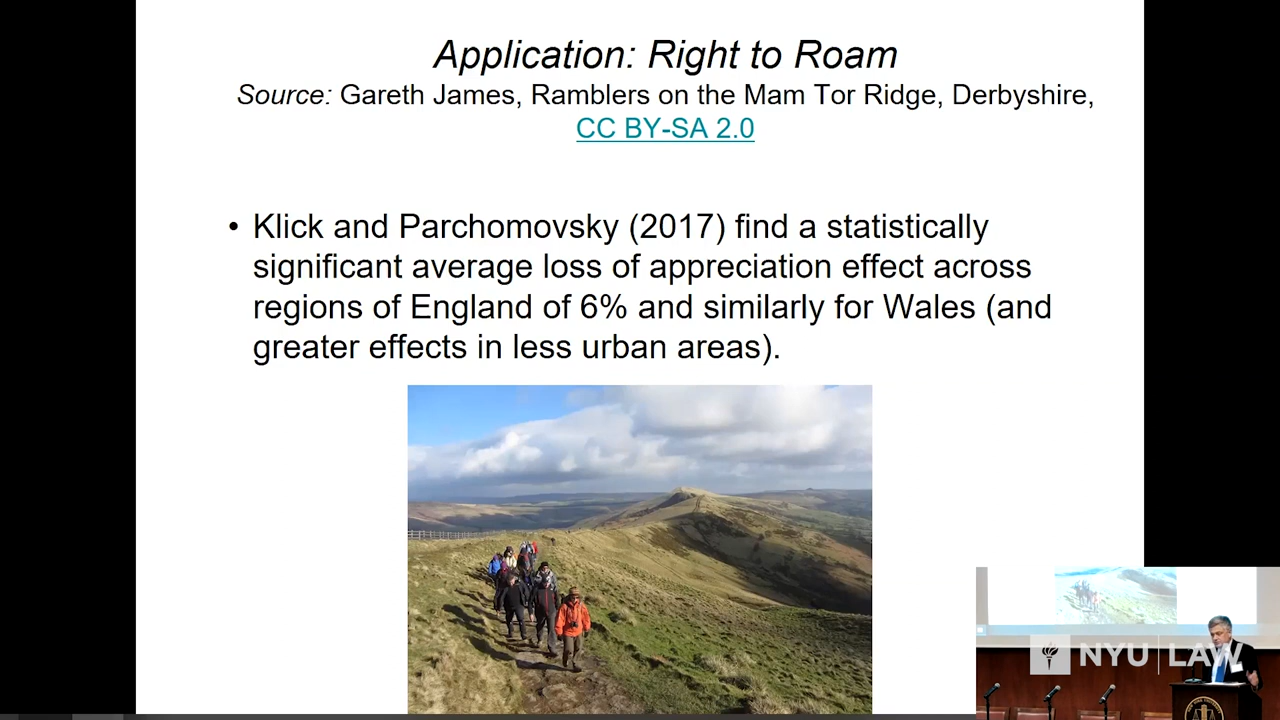 Application: Right to Roam
Source: Gareth James, Ramblers on the Mam Tor Ridge, Derbyshire,
CC BY-SA 2.0
• Klick and Parchomovsky (2017) find a statistically
significant average loss of appreciation effect across
regions of England of 6% and similarly for Wales (and
greater effects in less urban areas).
NYU | LAW